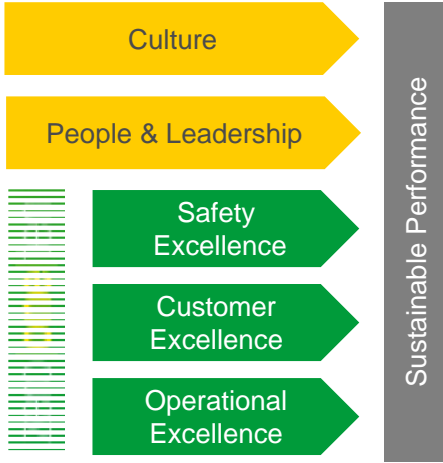 Culture
People & Leadership
Safety
Excellence
Customer
Excellence
Operational
Excellence
Sustainable Performance